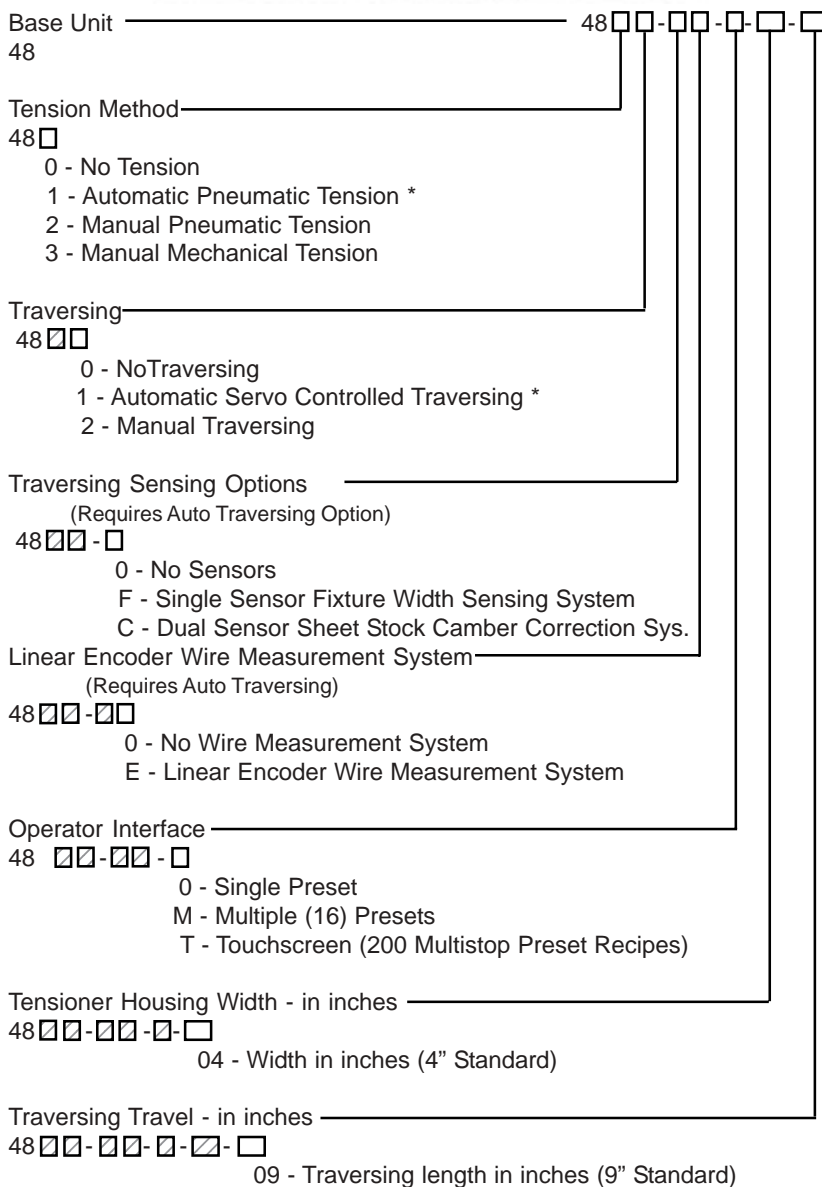 Base Unit 48□□-□□-□-□-□
48
Tension Method
48□
0 - No Tension
1 - Automatic Pneumatic Tension *
2 - Manual Pneumatic Tension
3 - Manual Mechanical Tension
Traversing
48☒□
0 - NoTraversing
1 - Automatic Servo Controlled Traversing *
2 - Manual Traversing
Traversing Sensing Options
(Requires Auto Traversing Option)
48☒☒-□
0 - No Sensors
F - Single Sensor Fixture Width Sensing System
C - Dual Sensor Sheet Stock Camber Correction Sys.
Linear Encoder Wire Measurement System
(Requires Auto Traversing)
48☒☒-☒□
0 - No Wire Measurement System
E - Linear Encoder Wire Measurement System
Operator Interface
48 ☒☒-☒☒-□
0 - Single Preset
M - Multiple (16) Presets
T - Touchscreen (200 Multistop Preset Recipes)
Tensioner Housing Width - in inches
48☒☒-☒☒-☒-□
04 - Width in inches (4” Standard)
Traversing Travel - in inches
48☒☒-☒☒-☒-☒-□
09 - Traversing length in inches (9” Standard)